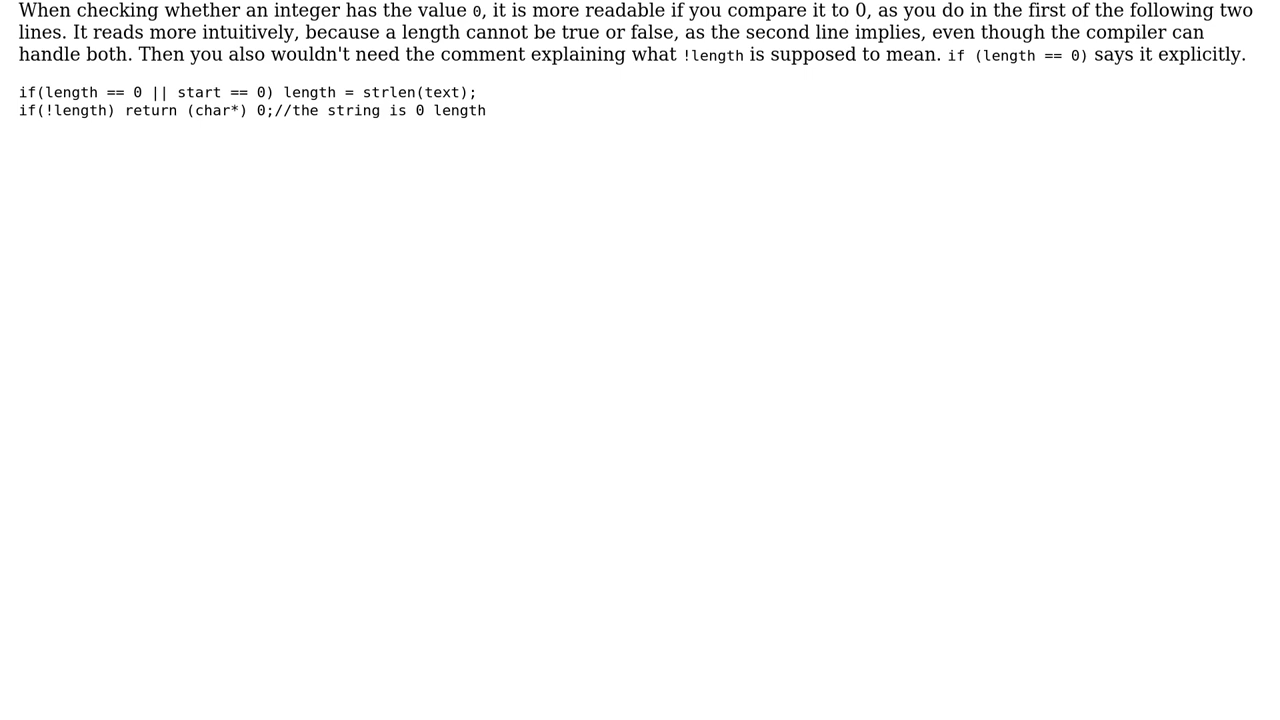 When checking whether an integer has the value 0, it is more readable if you compare it to 0, as you do in the first of the following two
lines. It reads more intuitively, because a length cannot be true or false, as the second line implies, even though the compiler can
handle both. Then you also wouldn't need the comment explaining what !length is supposed to mean. if (length == 0) says it explicitly.
if(length == 0 || start == 0) length = strlen(text);
if(!length) return (char*) 0;//the string is 0 length